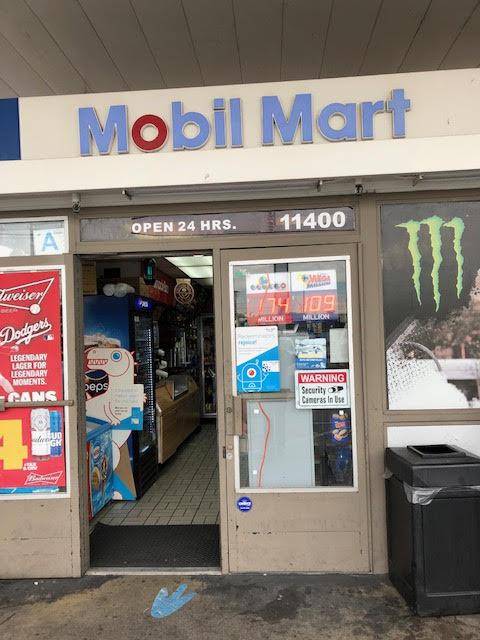 Mobil Mart
OPEN 24 HRS.
11400
A
Dodgers
LEGENDARY
LAGER FOR
LEGENDARY
MOMENTS.
CANS
4
Budweiser
174
109
MILLION
MILLION
WARNING
Security
Cameras In Use